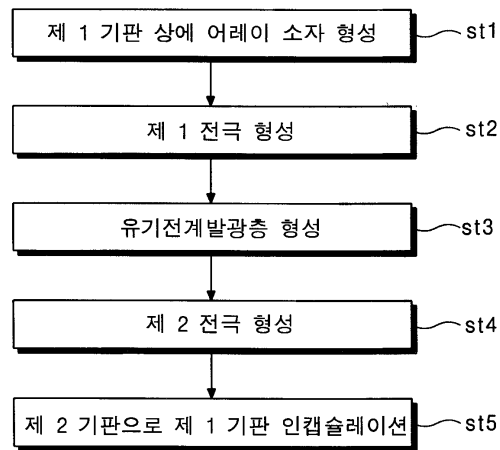 제 1 기판 상에 어레이 소자 형성 st1
제 1 전극 형성 st2
유기전계발광층 형성 st3
제 2 전극 형성 st4
제 2 기판으로 제 1 기판 인캡슐레이션 st5